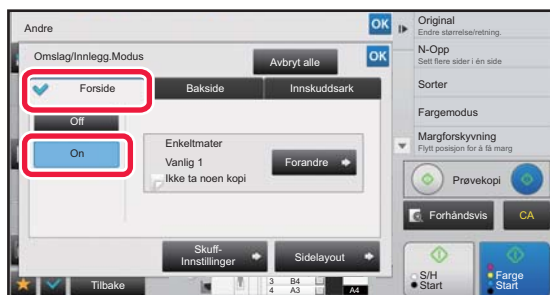 Andre
OK
Omslag/Innlegg.Modus
Avbryt alle
OK
Forside
Bakside
Innskuddsark
Off
On
Enkeltmater
Vanlig 1
Ikke ta noen kopi
Forandre
Skuff-
Innstillinger
Sidelayout
Tilbake
3 B4
4 A3
A4
Original
Endre størrelse/retning.
N-Opp
Sett flere sider i én side
Sorter
Fargemodus
Margforskyvning
Flytt posisjon for å få marg
Prøvekopi
Forhåndsvis
CA
S/H
Start
Farge
Start